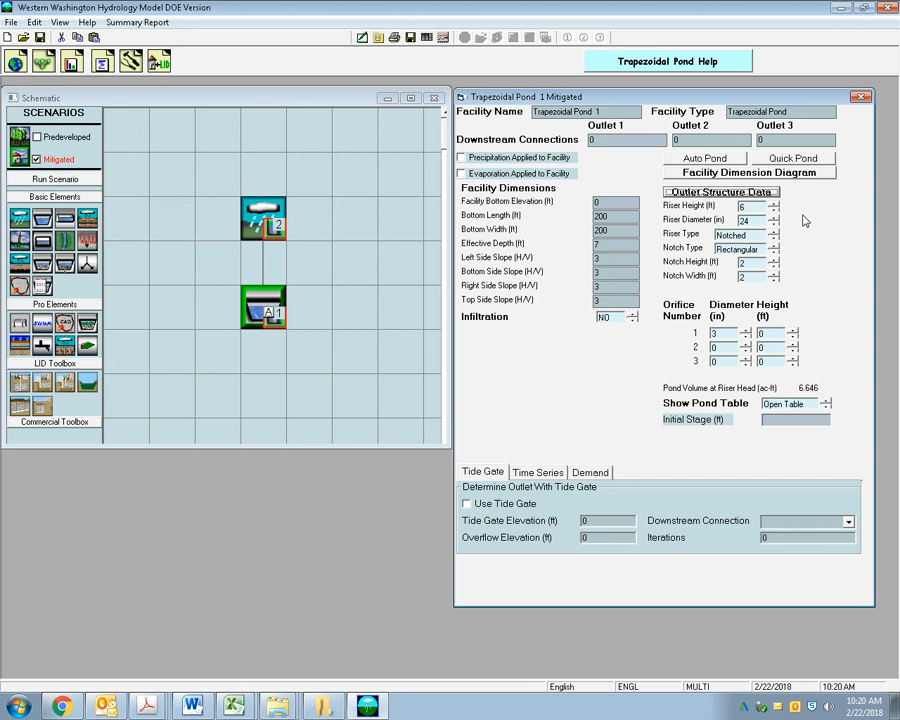 Western Washington Hydrology Model DOE Version
File Edit View Help Summary Report
1 2 3
Σ +LID
Trapezoidal Pond Help
Schematic
SCENARIOS
Predeveloped
Mitigated
Run Scenario
Basic Elements
Pro Elements
LID Toolbox
Commercial Toolbox
2
A 1
Trapezoidal Pond 1 Mitigated
Facility Name Trapezoidal Pond 1 Facility Type Trapezoidal Pond
Outlet 1 Outlet 2 Outlet 3
Downstream Connections 0 0 0
Precipitation Applied to Facility Auto Pond Quick Pond
Evaporation Applied to Facility Facility Dimension Diagram
Facility Dimensions
Facility Bottom Elevation (ft) 0
Bottom Length (ft) 200
Bottom Width (ft) 200
Effective Depth (ft) 7
Left Side Slope (H/V) 3
Bottom Side Slope (H/V) 3
Right Side Slope (H/V) 3
Top Side Slope (H/V) 3
Infiltration NO
Outlet Structure Data
Riser Height (ft) 6
Riser Diameter (in) 24
Riser Type Notched
Notch Type Rectangular
Notch Height (ft) 2
Notch Width (ft) 2
Orifice Diameter Height
Number (in) (ft)
1 3 0
2 0 0
3 0 0
Pond Volume at Riser Head (ac-ft) 6.646
Show Pond Table Open Table
Initial Stage (ft)
Tide Gate Time Series Demand
Determine Outlet With Tide Gate
Use Tide Gate
Tide Gate Elevation (ft) 0 Downstream Connection
Overflow Elevation (ft) 0 Iterations 0
English ENGL MULTI 2/22/2018 10:20 AM
10:20 AM
2/22/2018